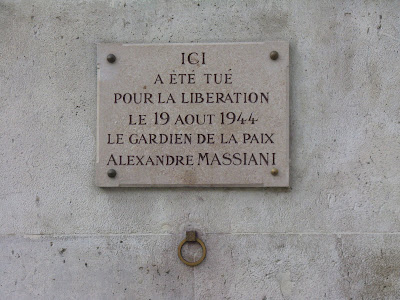 ICI
A ÉTÉ TUÉ
POUR LA LIBERATION
LE 19 AOUT 1944
LE GARDIEN DE LA PAIX
ALEXANDRE MASSIANI